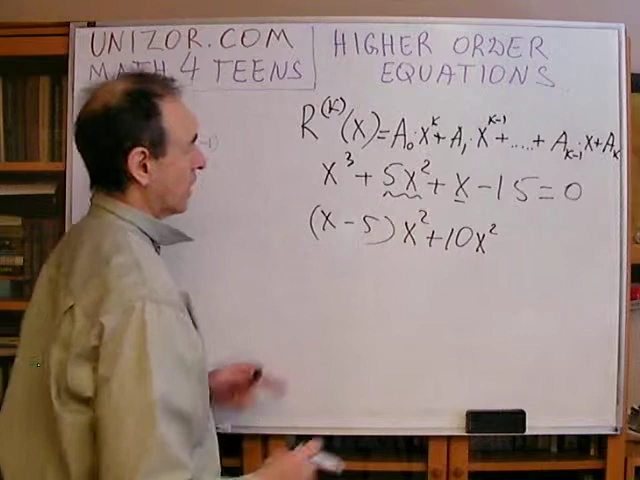 UNIZOR.COM
MATH 4 TEENS
HIGHER ORDER
EQUATIONS
R^(K)(X)=A₀·X^K+A₁·X^(K-1)+.....+A_(K-1)·X+A_K
X³+5X²+X-15=0
(X-5)X²+10X²